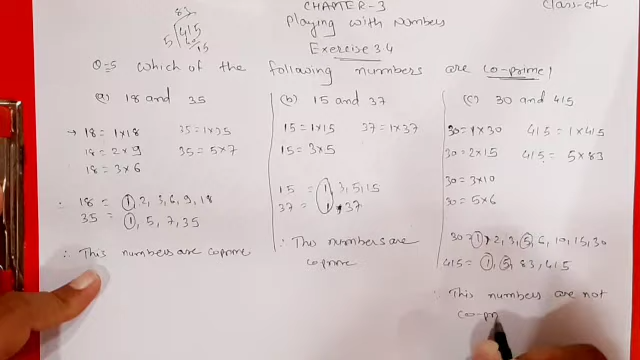 CHAPTER-3
Class-6th
Playing with Numbers
Exercise 3.4
83
5 415
40
15
Q=5 which of the following numbers are co-prime
(a) 18 and 35
→ 18 = 1×18 35 = 1×35
18 = 2×9 35 = 5×7
18 = 3×6
∴ 18 = 1, 2, 3, 6, 9, 18
35 = 1, 5, 7, 35
∴ This numbers are coprime
(b) 15 and 37
15 = 1×15 37 = 1×37
15 = 3×5
15 = 1, 3, 5, 15
37 = 1, 37
∴ This numbers are
coprime
(c) 30 and 415
30 = 1×30 415 = 1×415
30 = 2×15 415 = 5×83
30 = 3×10
30 = 5×6
30 = 1, 2, 3, 5, 6, 10, 15, 30
415 = 1, 5, 83, 415
∴ This numbers are not
co-pr